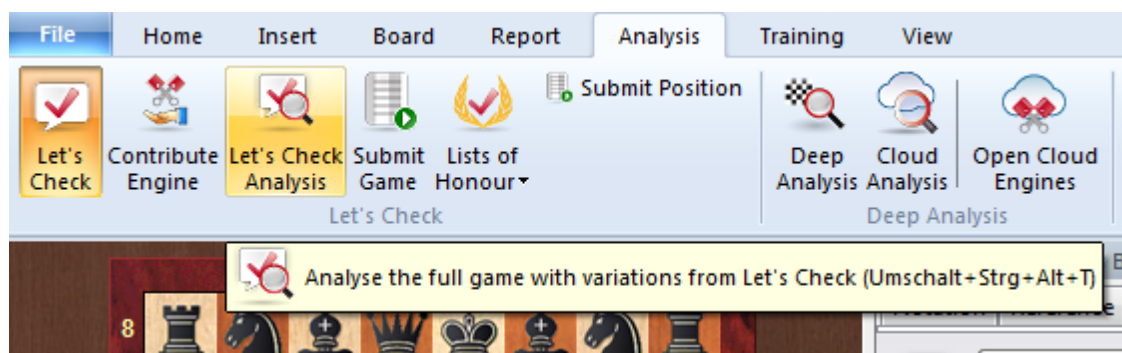 File Home Insert Board Report Analysis Training View
Let's Check
Contribute Engine
Let's Check Analysis
Submit Game
Lists of Honour
Submit Position
Deep Analysis
Cloud Analysis
Open Cloud Engines
Let's Check
Deep Analysis
Analyse the full game with variations from Let's Check (Umschalt+Strg+Alt+T)
8